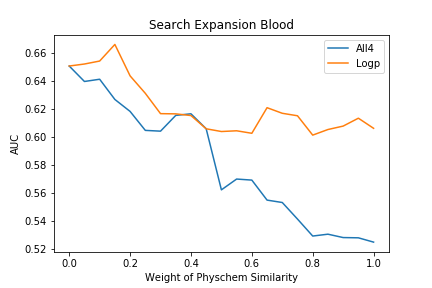 Search Expansion Blood
All4
Logp
0.66
0.64
0.62
0.60
0.58
0.56
0.54
0.52
AUC
0.0 0.2 0.4 0.6 0.8 1.0
Weight of Physchem Similarity